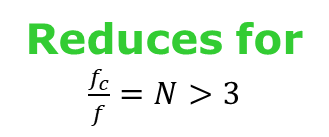 Reduces for
f_c/f = N > 3